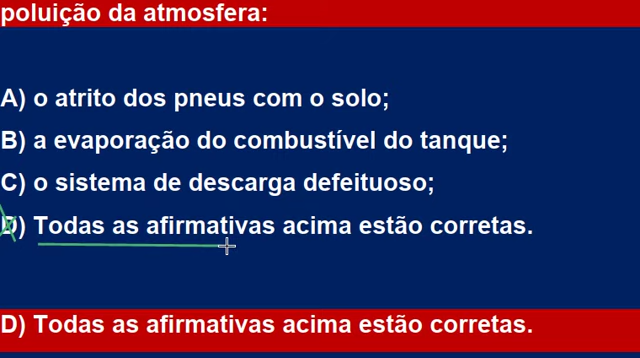 poluição da atmosfera:
A) o atrito dos pneus com o solo;
B) a evaporação do combustível do tanque;
C) o sistema de descarga defeituoso;
D) Todas as afirmativas acima estão corretas.
D) Todas as afirmativas acima estão corretas.